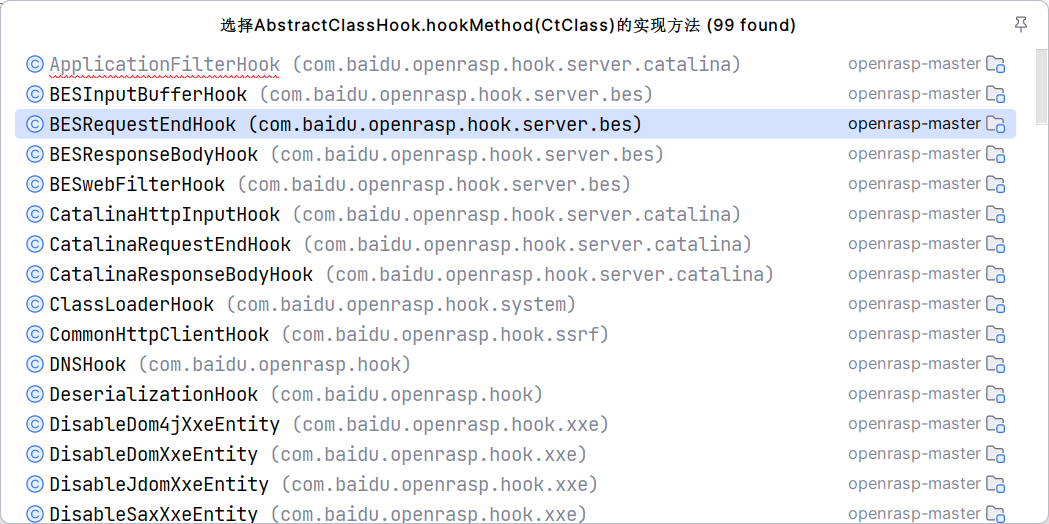 选择AbstractClassHook.hookMethod(CtClass)的实现方法 (99 found)
ApplicationFilterHook (com.baidu.openrasp.hook.server.catalina) openrasp-master
BESInputBufferHook (com.baidu.openrasp.hook.server.bes) openrasp-master
BESRequestEndHook (com.baidu.openrasp.hook.server.bes) openrasp-master
BESResponseBodyHook (com.baidu.openrasp.hook.server.bes) openrasp-master
BESwebFilterHook (com.baidu.openrasp.hook.server.bes) openrasp-master
CatalinaHttpInputHook (com.baidu.openrasp.hook.server.catalina) openrasp-master
CatalinaRequestEndHook (com.baidu.openrasp.hook.server.catalina) openrasp-master
CatalinaResponseBodyHook (com.baidu.openrasp.hook.server.catalina) openrasp-master
ClassLoaderHook (com.baidu.openrasp.hook.system) openrasp-master
CommonHttpClientHook (com.baidu.openrasp.hook.ssrf) openrasp-master
DNSHook (com.baidu.openrasp.hook) openrasp-master
DeserializationHook (com.baidu.openrasp.hook) openrasp-master
DisableDom4jXxeEntity (com.baidu.openrasp.hook.xxe) openrasp-master
DisableDomXxeEntity (com.baidu.openrasp.hook.xxe) openrasp-master
DisableJdomXxeEntity (com.baidu.openrasp.hook.xxe) openrasp-master
DisableSaxXxeEntity (com.baidu.openrasp.hook.xxe) openrasp-master